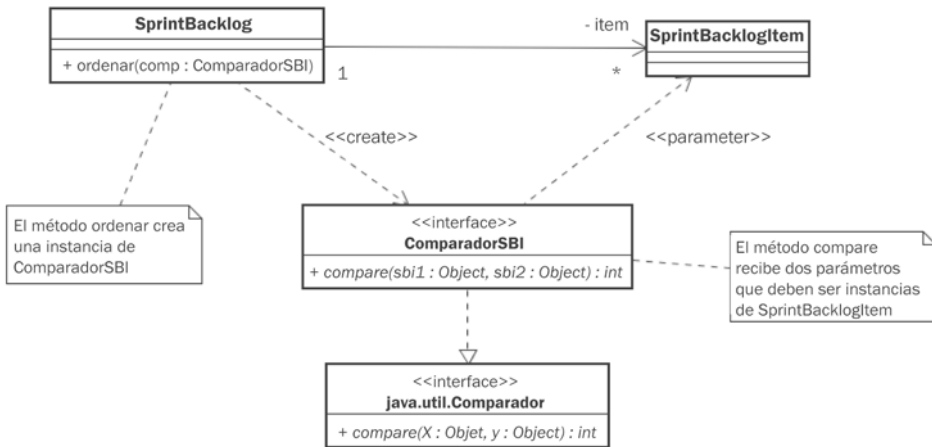 SprintBacklog
+ ordenar(comp : ComparadorSBI)
- item
1
*
SprintBacklogItem
<<create>>
<<parameter>>
El método ordenar crea
una instancia de
ComparadorSBI
<<interface>>
ComparadorSBI
+ compare(sbi1 : Object, sbi2 : Object) : int
El método compare
recibe dos parámetros
que deben ser instancias
de SprintBacklogItem
<<interface>>
java.util.Comparador
+ compare(X : Objet, y : Object) : int